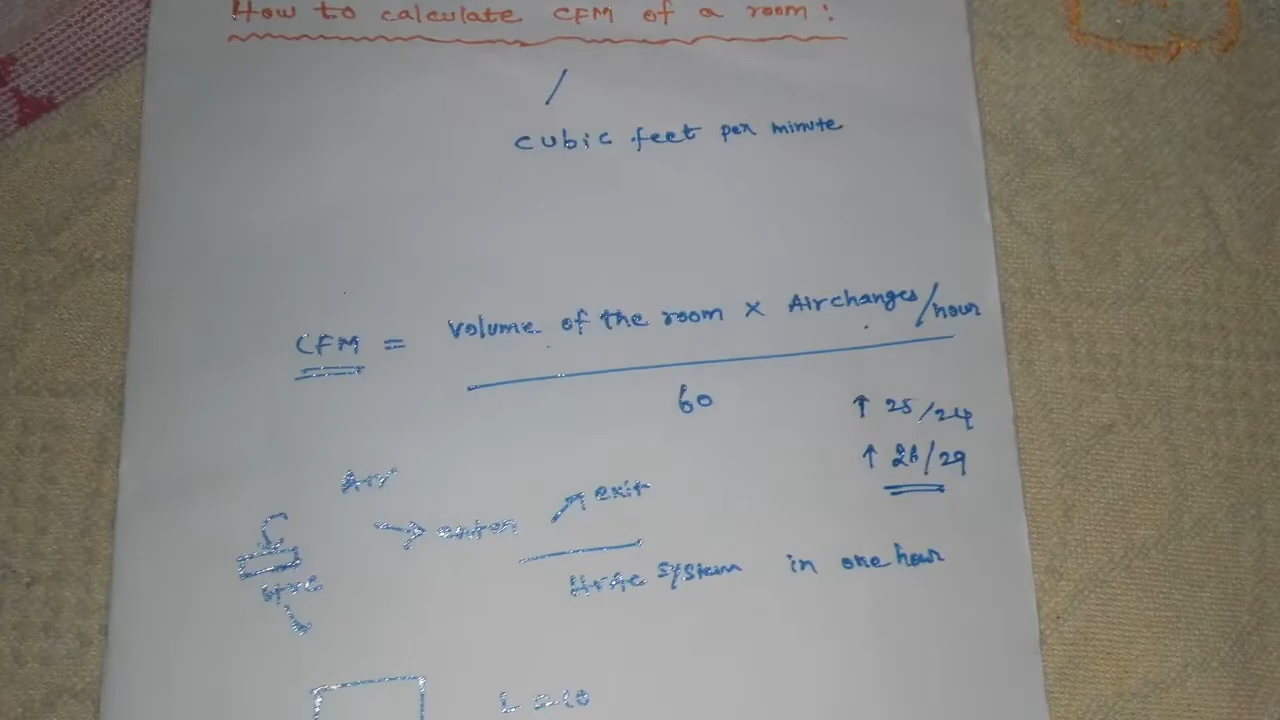 How to calculate CFM of a room :
cubic feet per minute
CFM = volume of the room x Airchanges/hour
60
↑ 25/24
↑ 28/29
Air
→ enter ↗ exit
HVAC system in one hour
L = 10